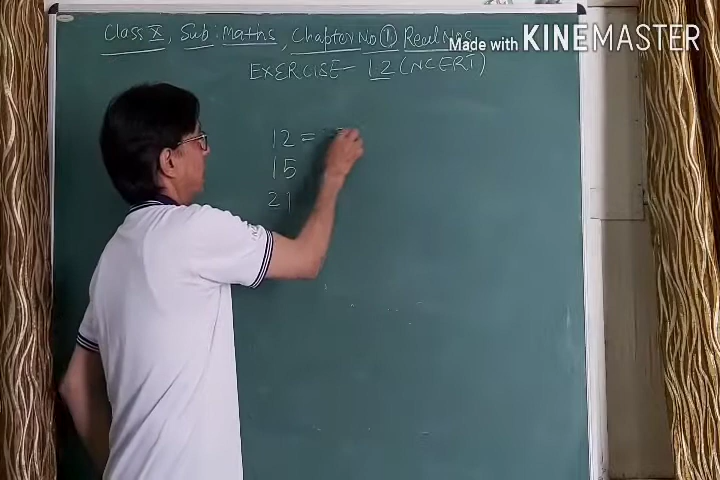 Class X, Sub: Maths, Chapter No 1 Real Nos
Made with KINEMASTER
EXERCISE - 1.2 (NCERT)
12 =
15
21